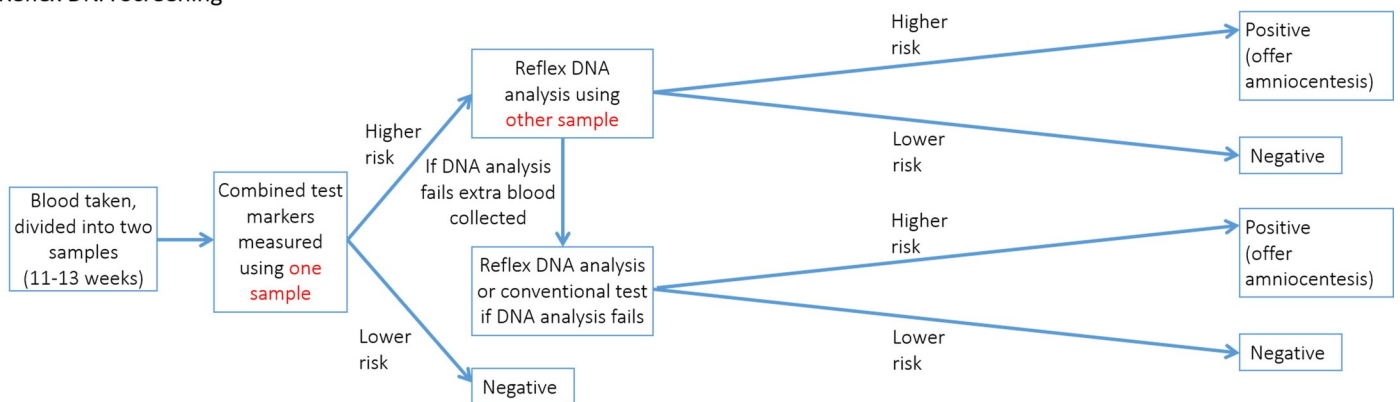 Reflex DNA screening
Blood taken,
divided into two
samples
(11-13 weeks)
Combined test
markers
measured
using one
sample
Higher
risk
Lower
risk
Reflex DNA
analysis using
other sample
If DNA analysis
fails extra blood
collected
Reflex DNA analysis
or conventional test
if DNA analysis fails
Negative
Higher
risk
Lower
risk
Positive
(offer
amniocentesis)
Negative
Higher
risk
Lower
risk
Positive
(offer
amniocentesis)
Negative